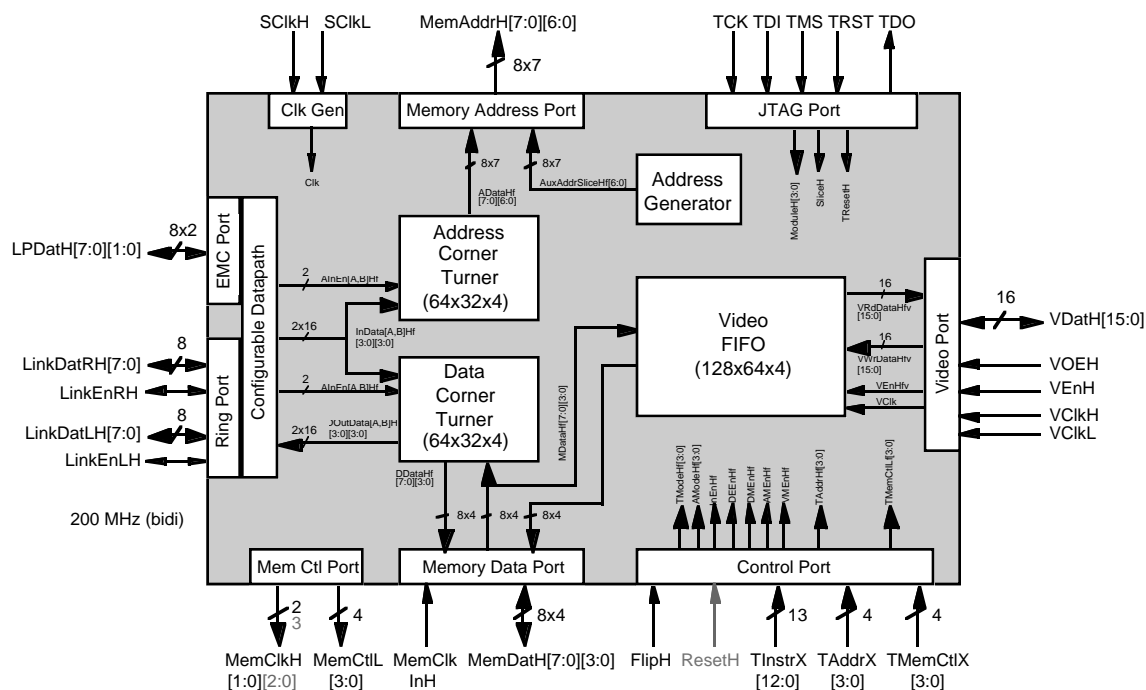 SClkH SClkL MemAddrH[7:0][6:0] TCK TDI TMS TRST TDO
8x7
Clk Gen Memory Address Port JTAG Port
8x7 8x7
Clk
ADataHf
[7:0][6:0]
AuxAddrSliceHf[6:0]
Address
Generator
ModuleH[3:0]
SliceH
TResetH
LPDatH[7:0][1:0]
8x2
EMC Port
Configurable Datapath
Address
Corner
Turner
(64x32x4)
2
AInEn[A,B]Hf
2x16
InData[A,B]Hf
[3:0][3:0]
Video
FIFO
(128x64x4)
16
VRdDataHfv
[15:0]
16
VWrDataHfv
[15:0]
VEnHfv
VClk
Video Port
16
VDatH[15:0]
VOEH
VEnH
VClkH
VClkL
LinkDatRH[7:0]
8
LinkEnRH
8
LinkDatLH[7:0]
LinkEnLH
Ring Port
2
AInEn[A,B]Hf
Data
Corner
Turner
(64x32x4)
2x16
[3:0][3:0]
MDataHf[7:0][3:0]
DDataHf
[7:0][3:0]
8x4 8x4 8x4
200 MHz (bidi)
TModeHf[3:0]
AModeHf[3:0]
InEnHf
DEEnHf
DMEnHf
AMEnHf
VMEnHf
TAddrHf[3:0]
TMemCtlLf[3:0]
Mem Ctl Port Memory Data Port Control Port
2
3
4
8x4
13
4
4
MemClkH MemCtlL MemClk MemDatH[7:0][3:0] FlipH ResetH TInstrX TAddrX TMemCtlX
[1:0][2:0] [3:0] InH [12:0] [3:0] [3:0]